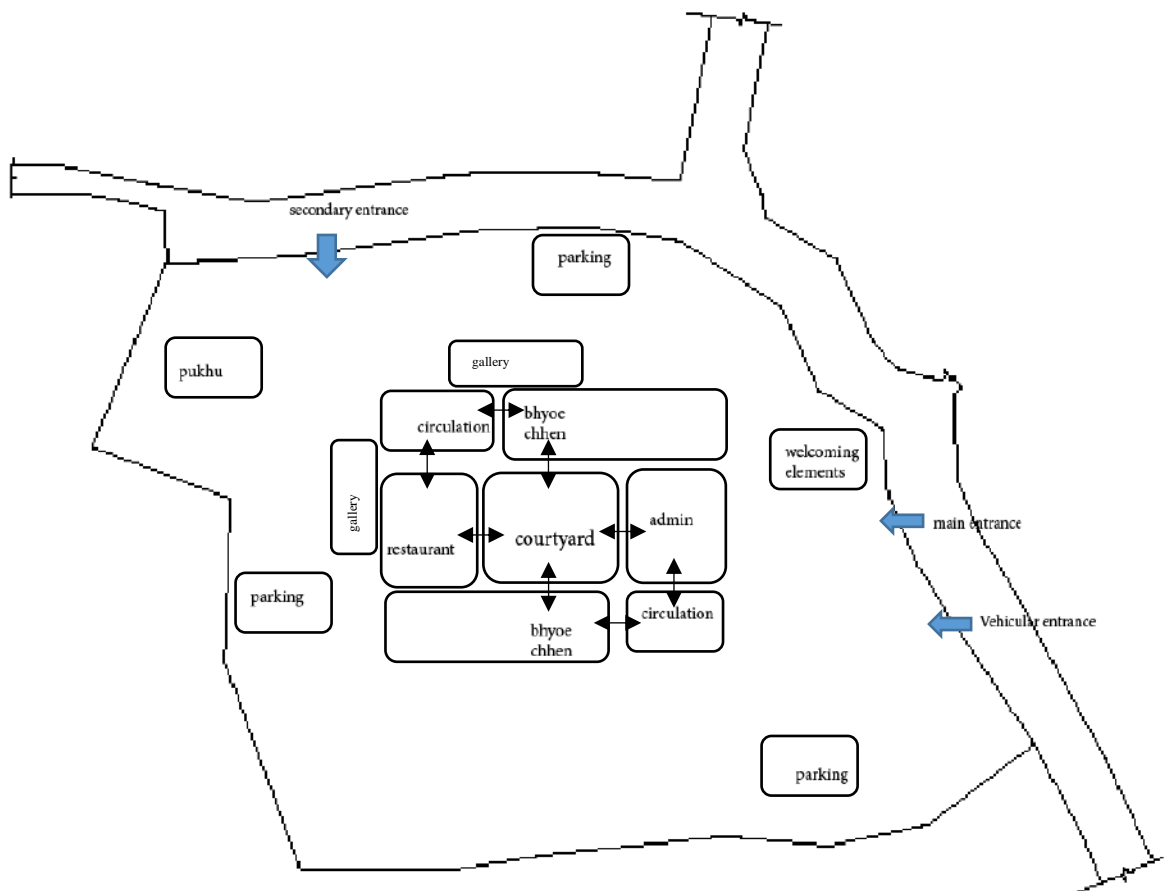 secondary entrance
parking
pukhu
gallery
circulation
bhyoe
chhen
welcoming
elements
gallery
restaurant
courtyard
admin
main entrance
parking
circulation
Vehicular entrance
bhyoe
chhen
parking